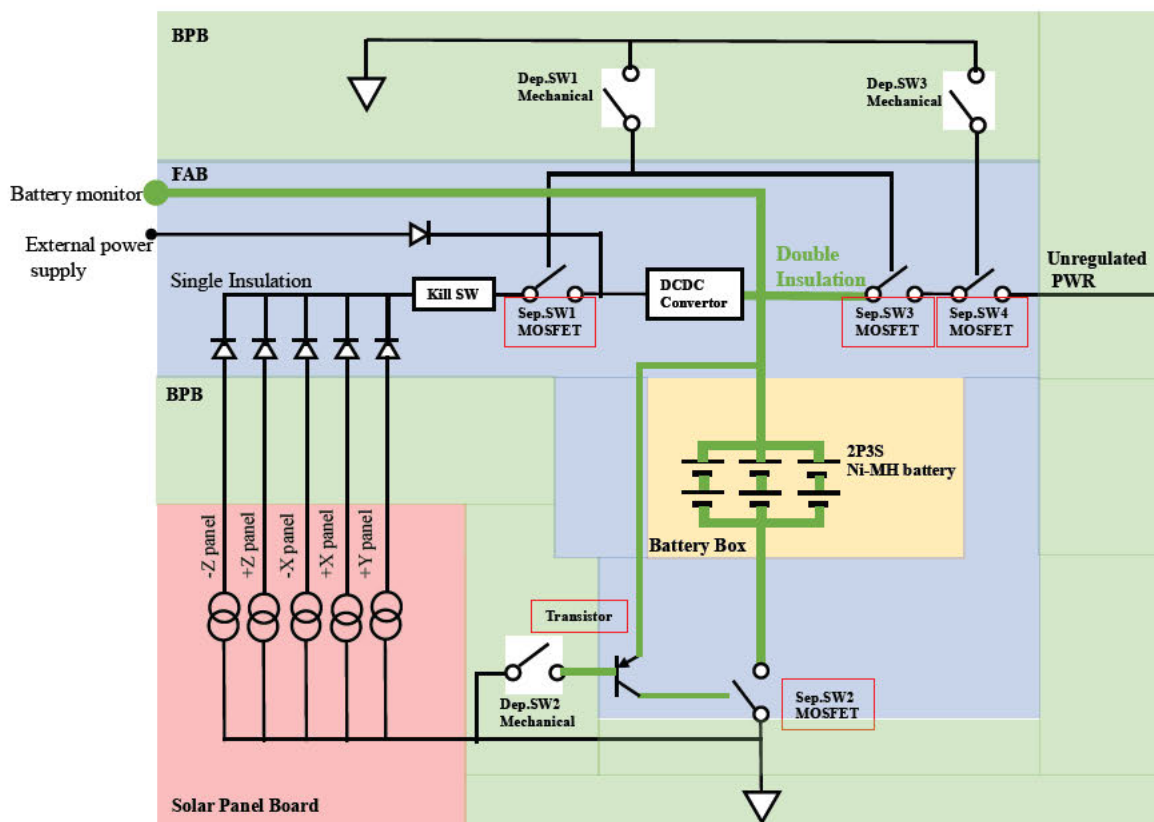 BPB
Dep.SW1
Mechanical
Dep.SW3
Mechanical
FAB
Battery monitor
External power
supply
Single Insulation
Kill SW
Sep.SW1
MOSFET
DCDC
Convertor
Double
Insulation
Sep.SW3
MOSFET
Sep.SW4
MOSFET
Unregulated
PWR
BPB
2P3S
Ni-MH battery
Battery Box
-Z panel
+Z panel
-X panel
+X panel
+Y panel
Transistor
Dep.SW2
Mechanical
Sep.SW2
MOSFET
Solar Panel Board